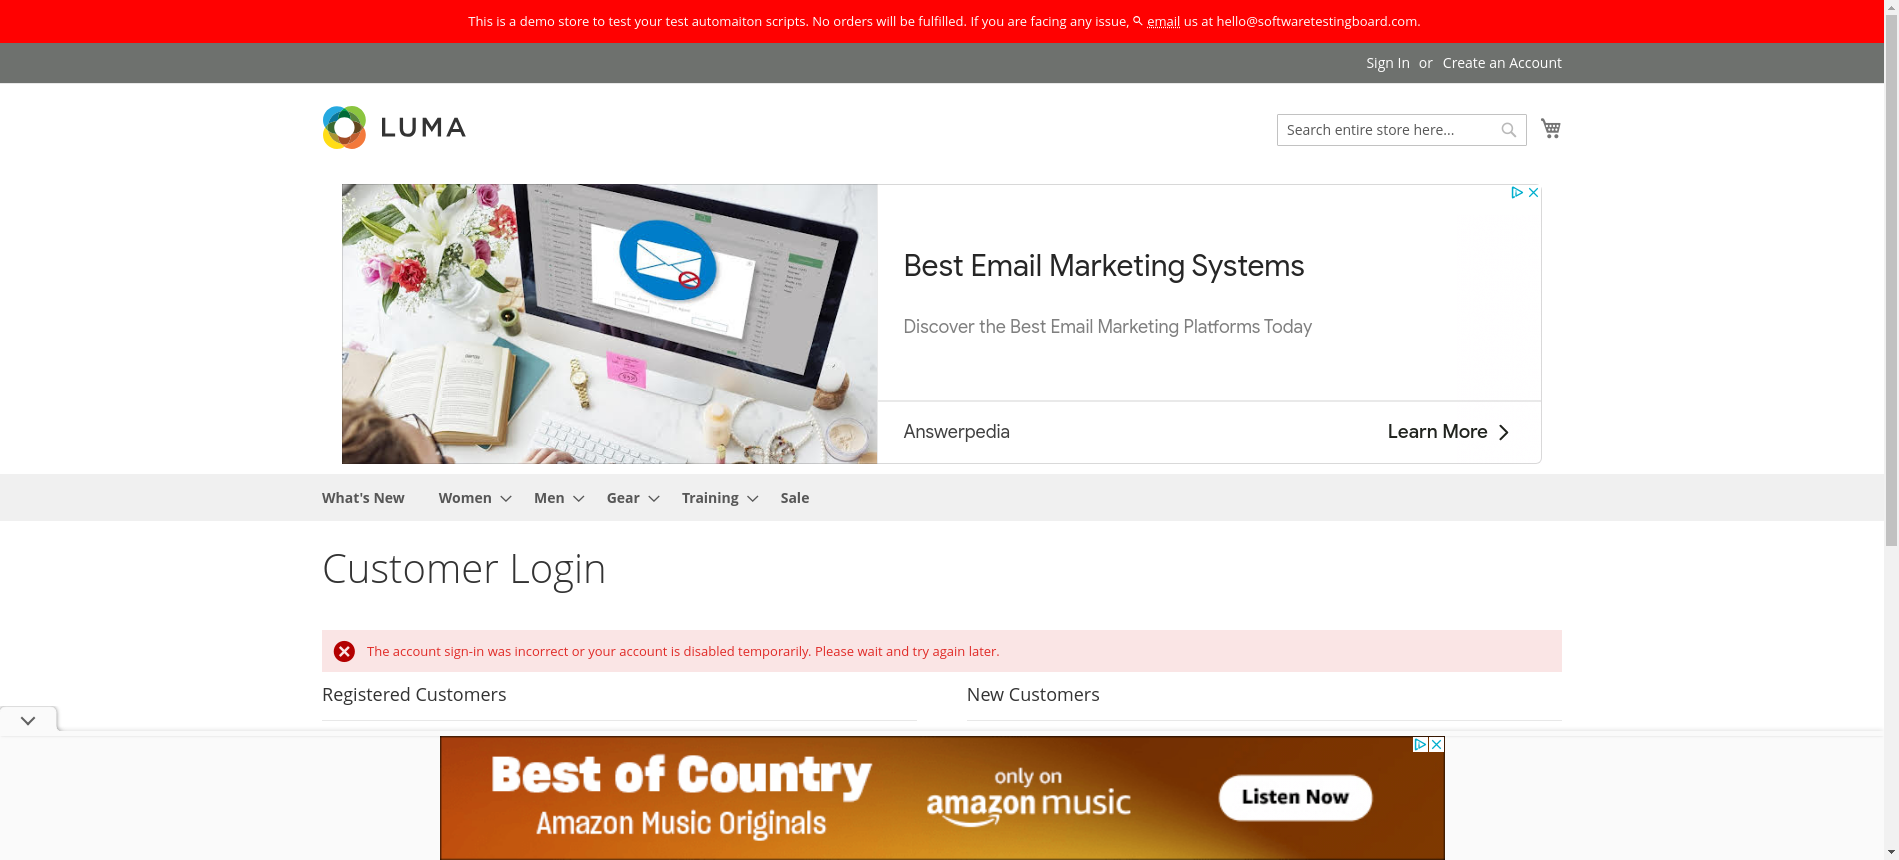 This is a demo store to test your test automaiton scripts. No orders will be fulfilled. If you are facing any issue, email us at hello@softwaretestingboard.com.
Sign In or Create an Account
LUMA
Search entire store here...
Best Email Marketing Systems
Discover the Best Email Marketing Platforms Today
Answerpedia
Learn More
What's New Women Men Gear Training Sale
Customer Login
The account sign-in was incorrect or your account is disabled temporarily. Please wait and try again later.
Registered Customers
New Customers
Best of Country
Amazon Music Originals
only on
amazon music
Listen Now